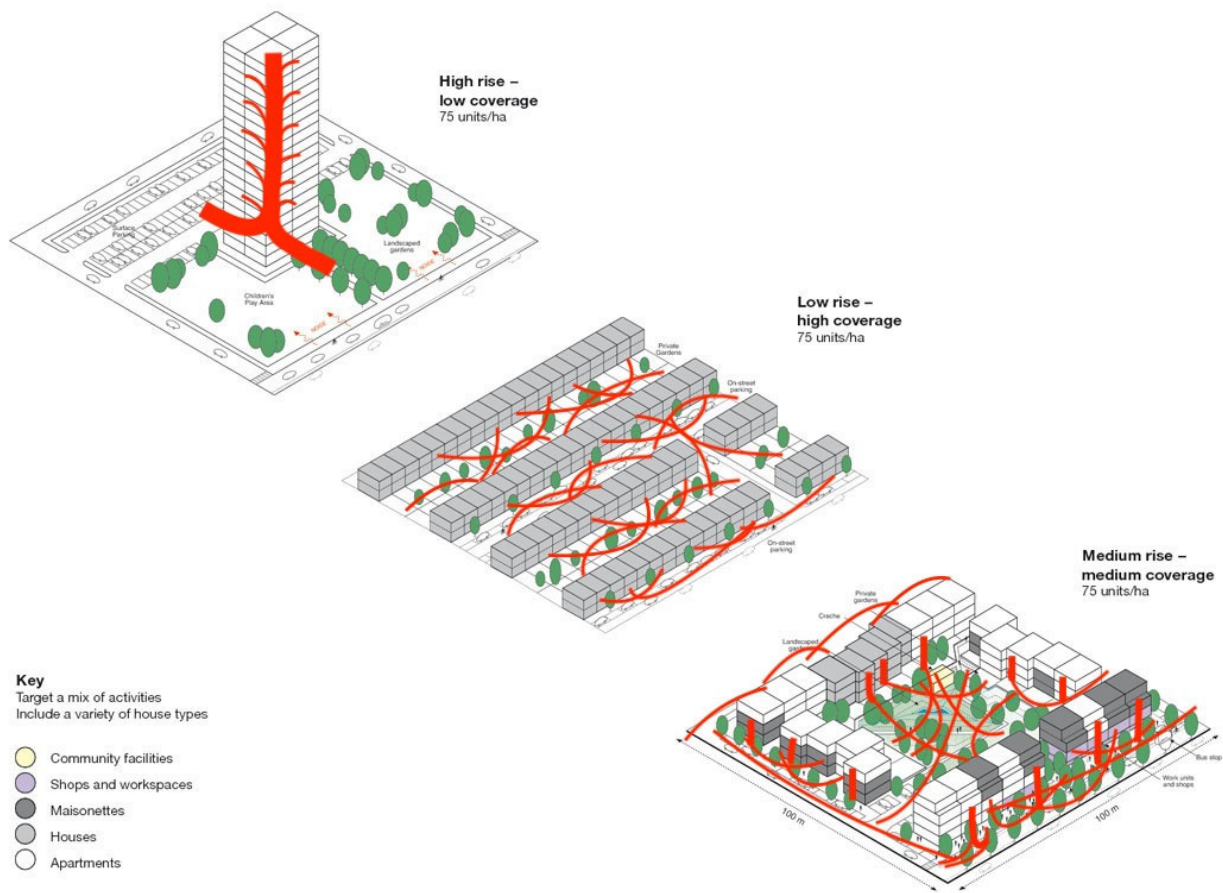 High rise –
low coverage
75 units/ha
Surface
Parking
Landscaped
gardens
NOISE
Children's
Play Area
NOISE
Low rise –
high coverage
75 units/ha
Private
Gardens
On-street
parking
On-street
parking
Medium rise –
medium coverage
75 units/ha
Private
gardens
Creche
Landscaped
gardens
Bus stop
Work units
and shops
100 m
100 m
Key
Target a mix of activities
Include a variety of house types
Community facilities
Shops and workspaces
Maisonettes
Houses
Apartments